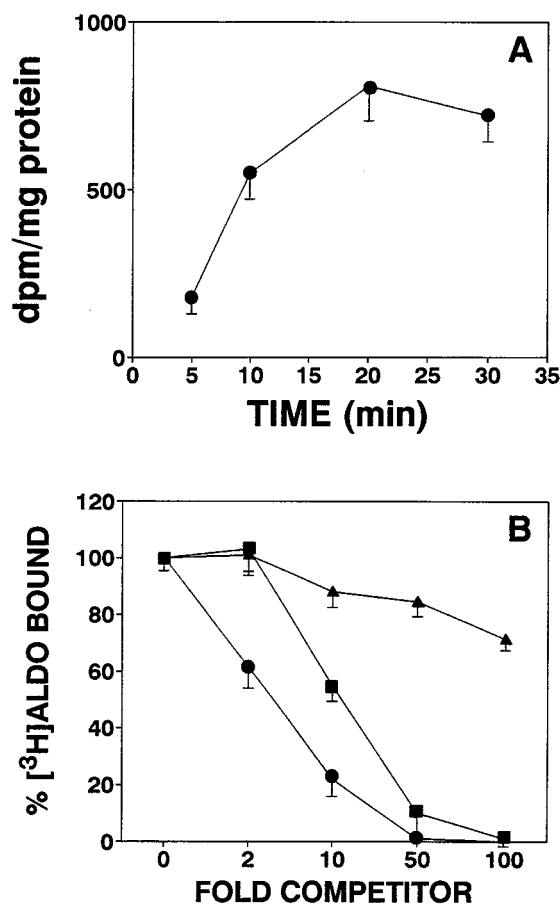 A
1000
500
0
dpm/mg protein
0 5 10 15 20 25 30 35
TIME (min)
B
120
100
80
60
40
20
0
% [³H]ALDO BOUND
0 2 10 50 100
FOLD COMPETITOR